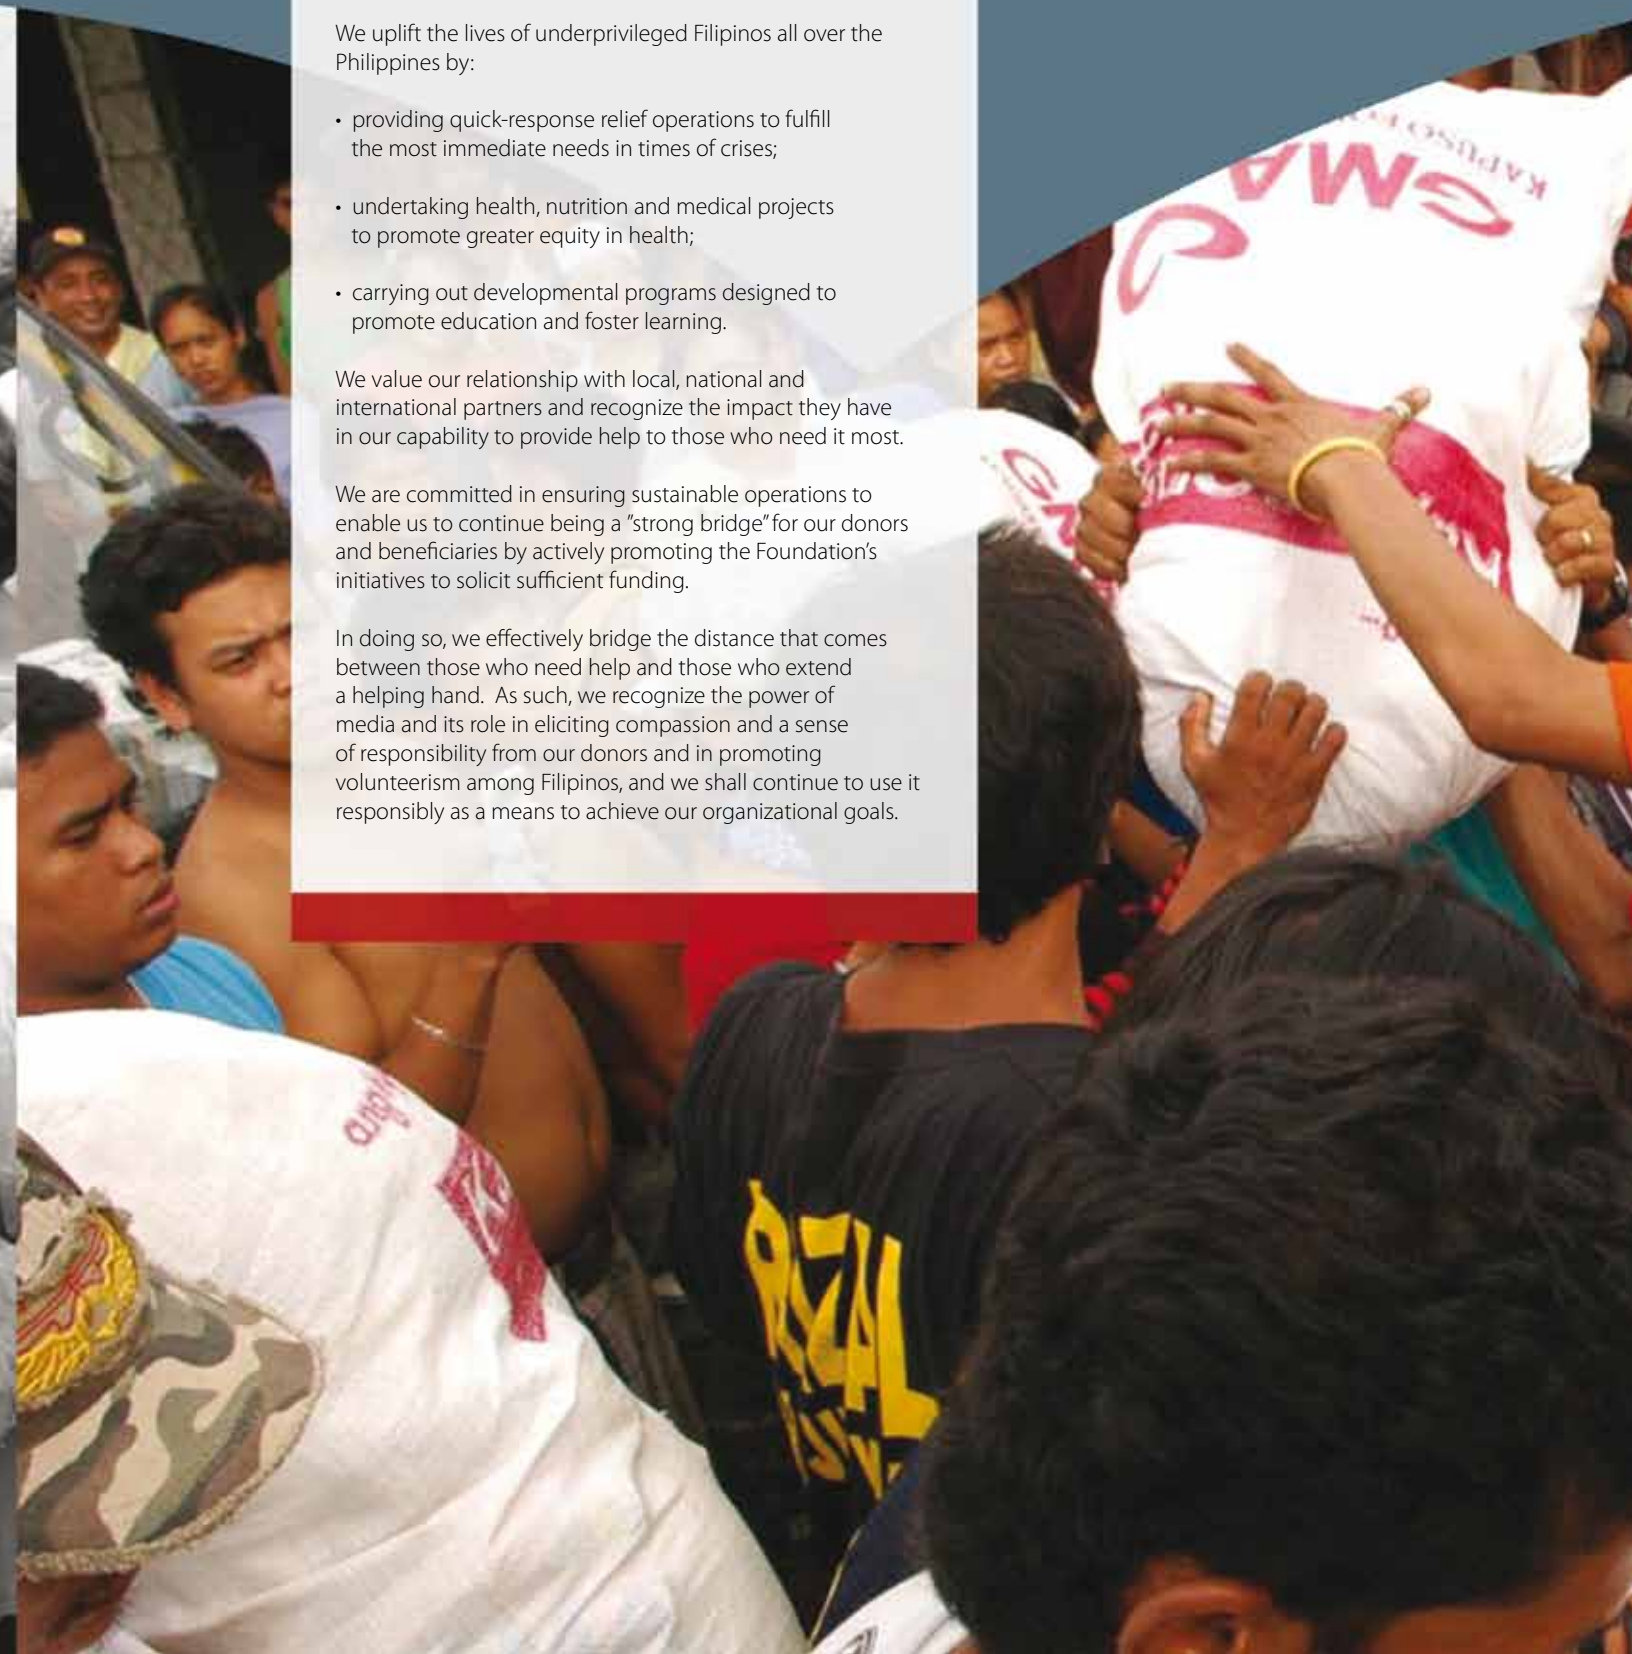 We uplift the lives of underprivileged Filipinos all over the
Philippines by:
• providing quick-response relief operations to fulfill
the most immediate needs in times of crises;
• undertaking health, nutrition and medical projects
to promote greater equity in health;
• carrying out developmental programs designed to
promote education and foster learning.
We value our relationship with local, national and
international partners and recognize the impact they have
in our capability to provide help to those who need it most.
We are committed in ensuring sustainable operations to
enable us to continue being a "strong bridge" for our donors
and beneficiaries by actively promoting the Foundation's
initiatives to solicit sufficient funding.
In doing so, we effectively bridge the distance that comes
between those who need help and those who extend
a helping hand.  As such, we recognize the power of
media and its role in eliciting compassion and a sense
of responsibility from our donors and in promoting
volunteerism among Filipinos, and we shall continue to use it
responsibly as a means to achieve our organizational goals.
KAPUSO
GMA
RIZAL